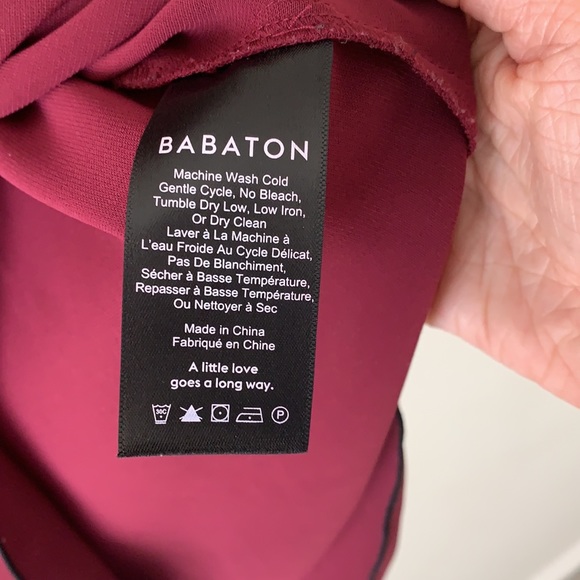 BABATON
Machine Wash Cold
Gentle Cycle, No Bleach,
Tumble Dry Low, Low Iron,
Or Dry Clean
Laver à La Machine à
L'eau Froide Au Cycle Délicat,
Pas De Blanchiment,
Sécher à Basse Température,
Repasser à Basse Température,
Ou Nettoyer à Sec
Made in China
Fabriqué en Chine
A little love
goes a long way.
30C P